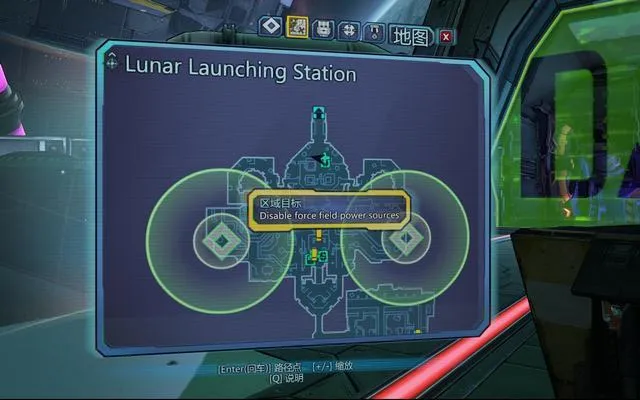 地图
Lunar Launching Station
区域目标
Disable force field power sources
[Enter(回车)] 路径点 [+/-] 缩放
[Q] 说明